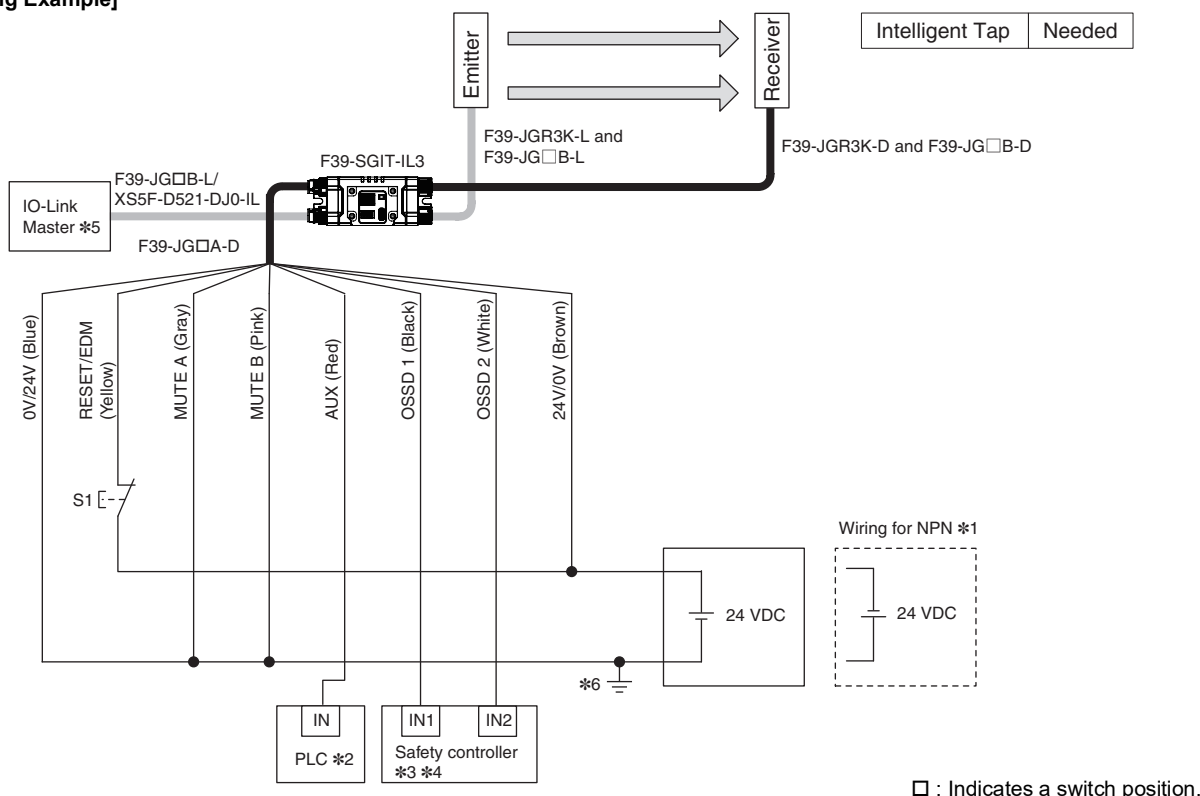 ng Example]
Emitter
Receiver
Intelligent Tap Needed
F39-JGR3K-L and
F39-JG□B-L
F39-JGR3K-D and F39-JG□B-D
F39-SGIT-IL3
F39-JG□B-L/
XS5F-D521-DJ0-IL
IO-Link
Master ✻5
F39-JG□A-D
0V/24V (Blue)
RESET/EDM
(Yellow)
MUTE A (Gray)
MUTE B (Pink)
AUX (Red)
OSSD 1 (Black)
OSSD 2 (White)
24V/0V (Brown)
S1
Wiring for NPN ✻1
24 VDC
24 VDC
✻6
IN
PLC ✻2
IN1
IN2
Safety controller
✻3 ✻4
□ : Indicates a switch position.